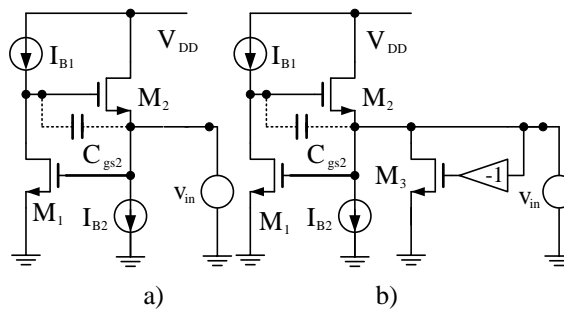 V_DD
V_DD
I_B1
I_B1
M_2
M_2
C_gs2
C_gs2
M_3
-1
v_in
v_in
M_1
I_B2
M_1
I_B2
a)
b)